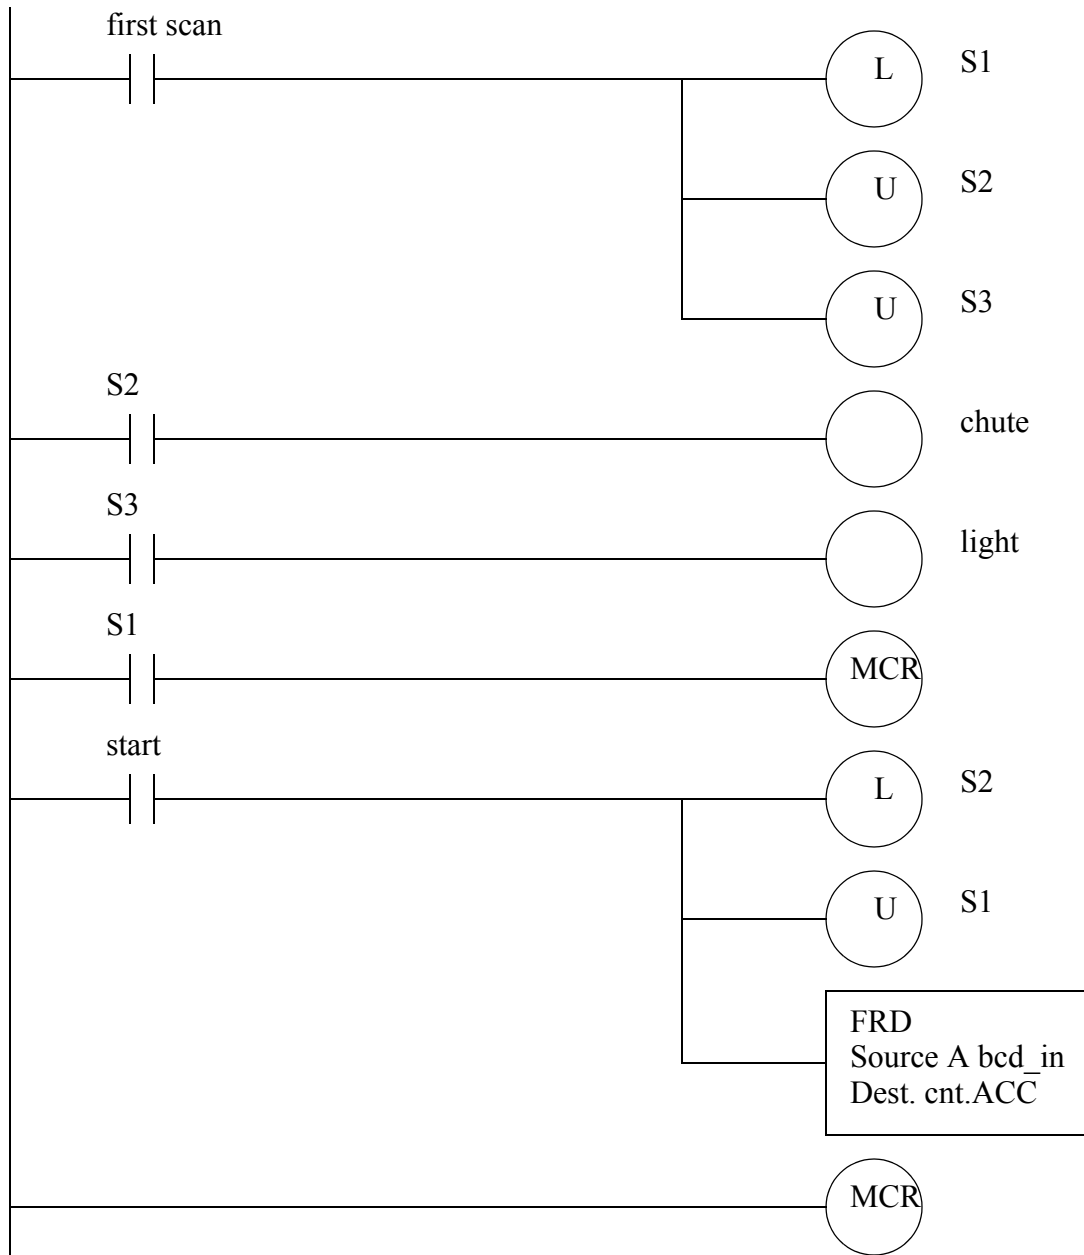 first scan
L S1
U S2
U S3
S2
chute
S3
light
S1
MCR
start
L S2
U S1
FRD
Source A bcd_in
Dest. cnt.ACC
MCR